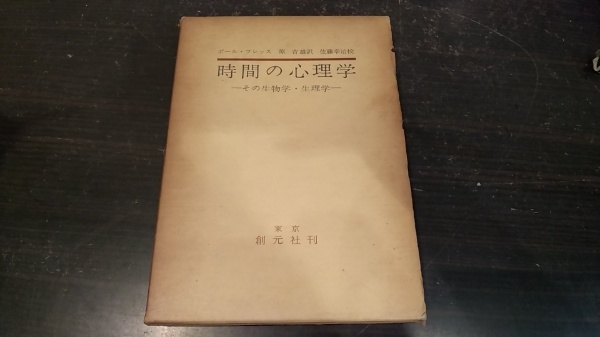 ポール・フレッス 原 吉雄訳 佐藤幸治校
時間の心理学
―その生物学・生理学―
東京
創元社刊